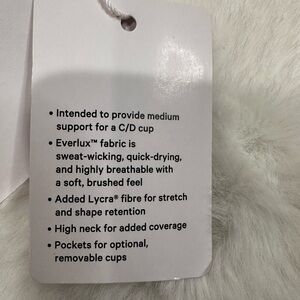 • Intended to provide medium
support for a C/D cup
• Everlux™ fabric is
sweat-wicking, quick-drying,
and highly breathable with
a soft, brushed feel
• Added Lycra® fibre for stretch
and shape retention
• High neck for added coverage
• Pockets for optional,
removable cups